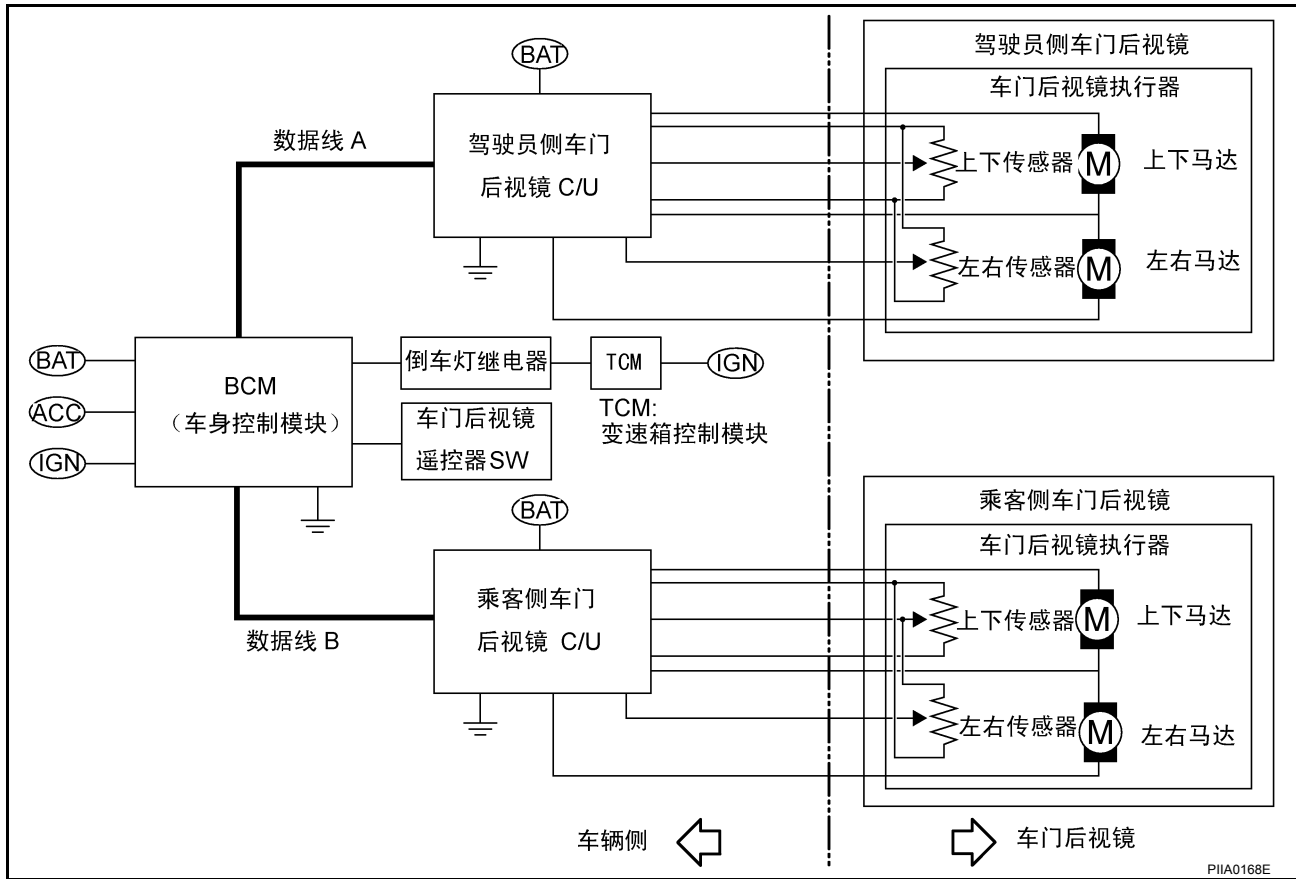 驾驶员侧车门后视镜
车门后视镜执行器
BAT
数据线 A
驾驶员侧车门
后视镜 C/U
上下传感器
M
上下马达
左右传感器
M
左右马达
BAT
ACC
IGN
BCM
（车身控制模块）
倒车灯继电器
TCM
IGN
TCM:
变速箱控制模块
车门后视镜
遥控器SW
BAT
乘客侧车门后视镜
车门后视镜执行器
乘客侧车门
后视镜 C/U
数据线 B
上下传感器
M
上下马达
左右传感器
M
左右马达
车辆侧
车门后视镜
PIIA0168E